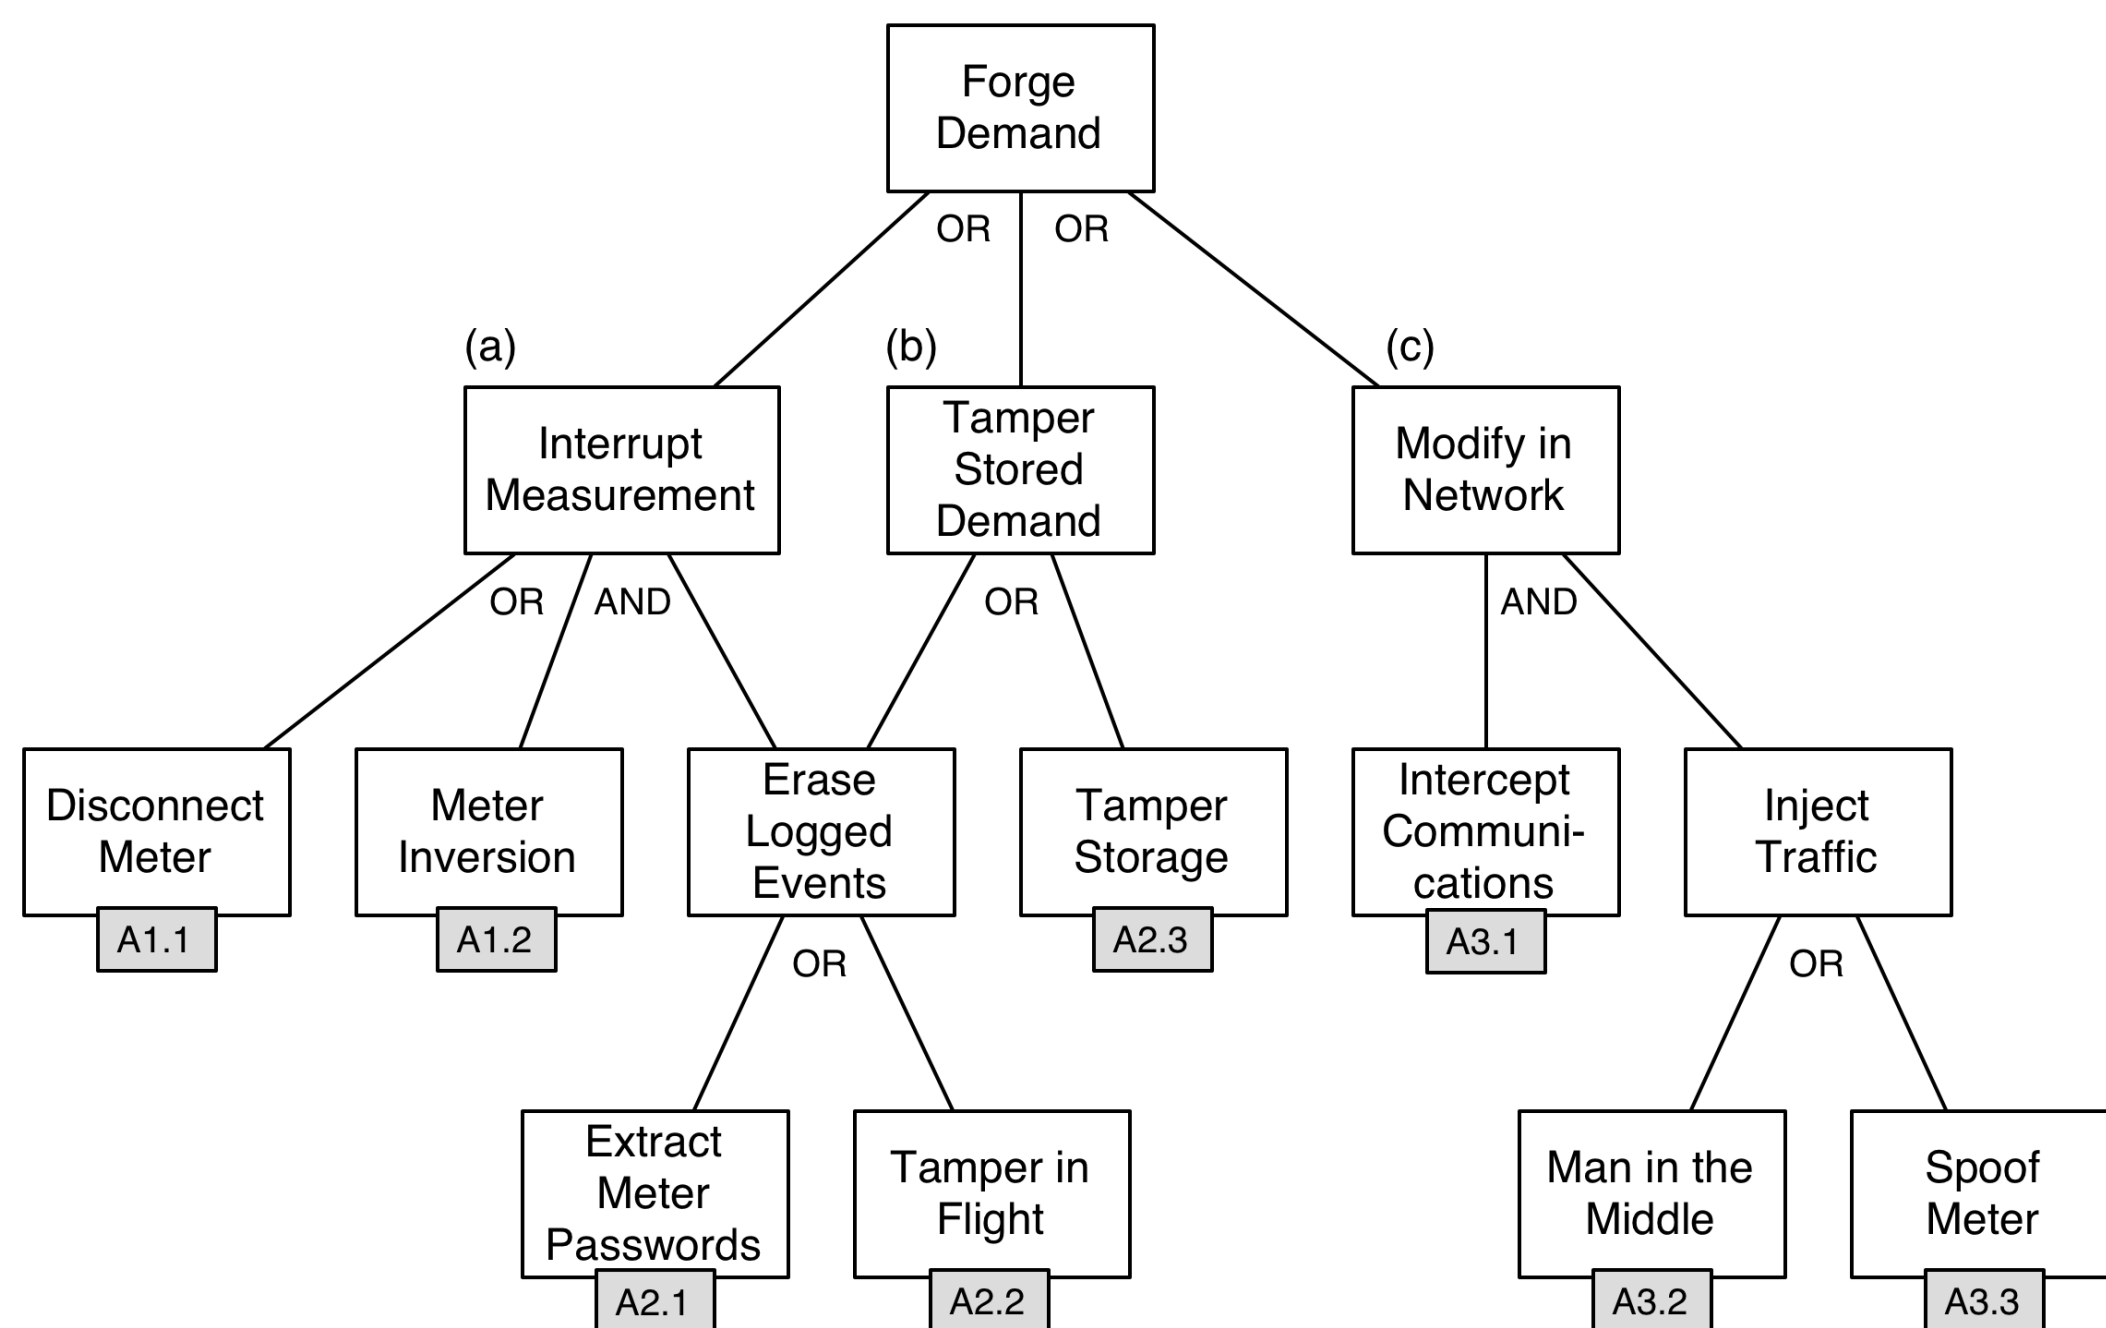 Forge
Demand
OR
OR
(a)
(b)
(c)
Interrupt
Measurement
Tamper
Stored
Demand
Modify in
Network
OR
AND
OR
AND
Disconnect
Meter
Meter
Inversion
Erase
Logged
Events
Tamper
Storage
Intercept
Communi-
cations
Inject
Traffic
A1.1
A1.2
A2.3
A3.1
OR
OR
Extract
Meter
Passwords
Tamper in
Flight
Man in the
Middle
Spoof
Meter
A2.1
A2.2
A3.2
A3.3